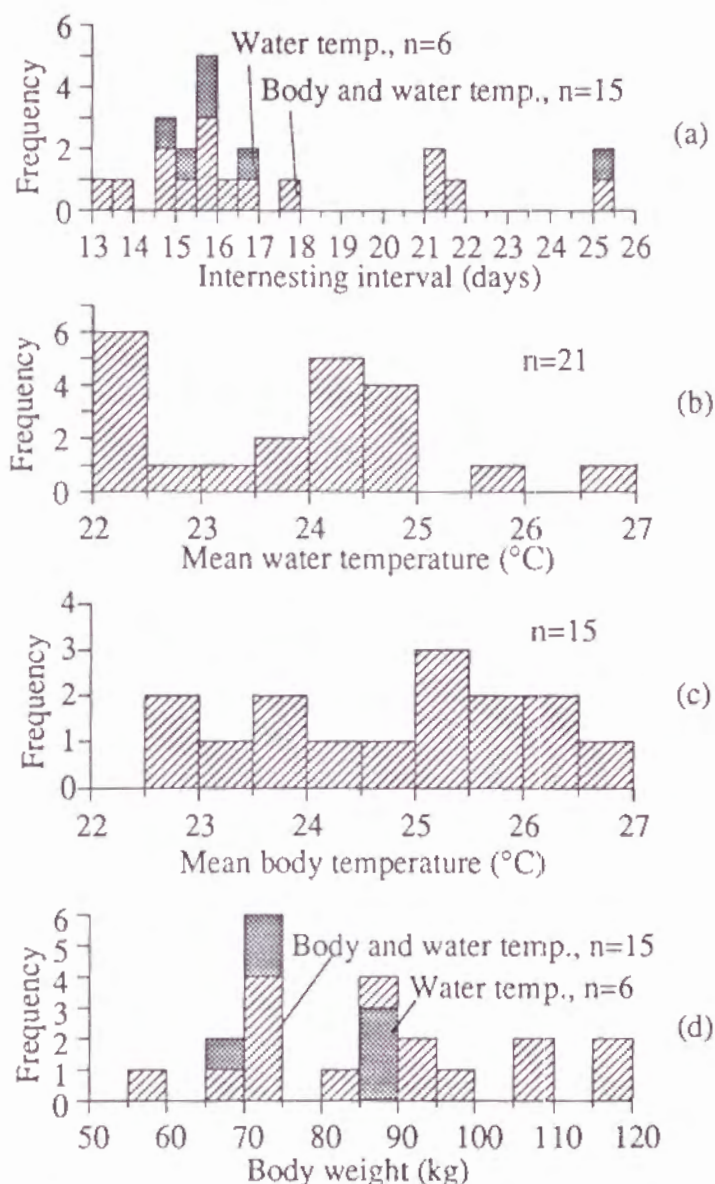 6
Water temp., n=6
4
Body and water temp., n=15
Frequency
(a)
2
0
13 14 15 16 17 18 19 20 21 22 23 24 25 26
Internesting interval (days)
6
n=21
4
Frequency
(b)
2
0
22 23 24 25 26 27
Mean water temperature (°C)
4
n=15
3
Frequency
2
(c)
1
0
22 23 24 25 26 27
Mean body temperature (°C)
6
5
Body and water temp., n=15
4
Water temp., n=6
3
Frequency
(d)
2
1
0
50 60 70 80 90 100 110 120
Body weight (kg)